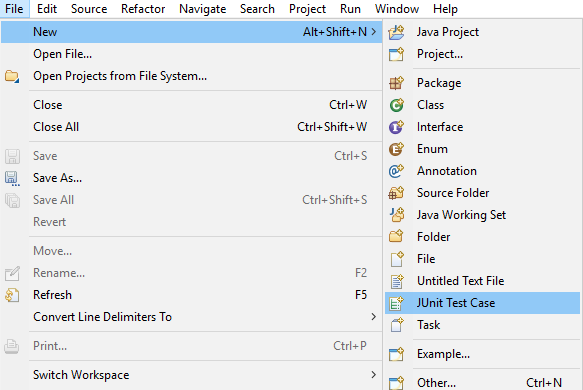 File Edit Source Refactor Navigate Search Project Run Window Help
New Alt+Shift+N >
Open File...
Open Projects from File System...
Close Ctrl+W
Close All Ctrl+Shift+W
Save Ctrl+S
Save As...
Save All Ctrl+Shift+S
Revert
Move...
Rename... F2
Refresh F5
Convert Line Delimiters To >
Print... Ctrl+P
Switch Workspace >
Java Project
Project...
Package
Class
Interface
Enum
Annotation
Source Folder
Java Working Set
Folder
File
Untitled Text File
JUnit Test Case
Task
Example...
Other... Ctrl+N